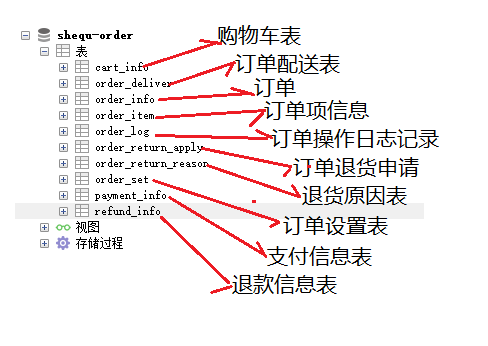 shequ-order
购物车表
表
cart_info
订单配送表
order_deliver
订单
order_info
订单项信息
order_item
订单操作日志记录
order_log
order_return_apply
订单退货申请
order_return_reason
退货原因表
order_set
订单设置表
payment_info
支付信息表
refund_info
退款信息表
视图
存储过程